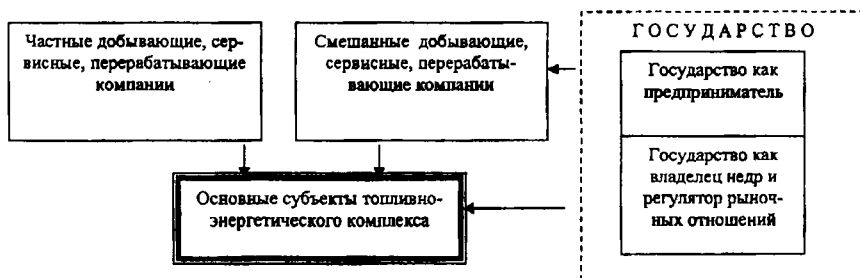 Частные добывающие, сер-
висные, перерабатывающие
компании
Смешанные добывающие,
сервисные, перерабаты-
вающие компании
ГОСУДАРСТВО
Государство как
предприниматель
Государство как
владелец недр и
регулятор рыноч-
ных отношений
Основные субъекты топливно-
энергетического комплекса